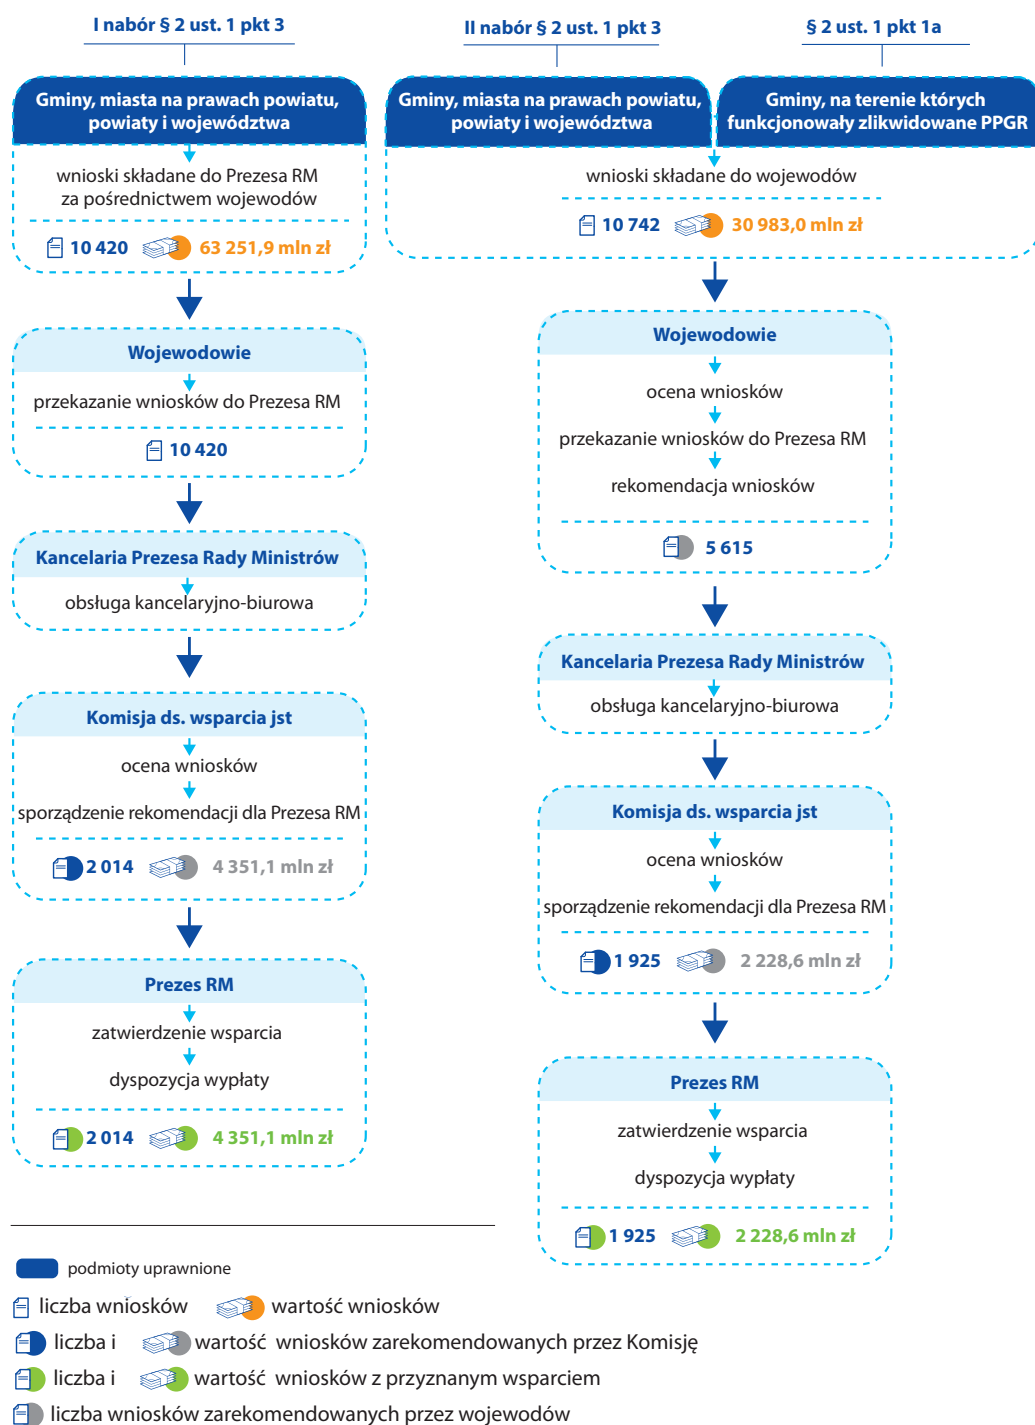 I nabór § 2 ust. 1 pkt 3
Gminy, miasta na prawach powiatu,
powiaty i województwa
wnioski składane do Prezesa RM
za pośrednictwem wojewodów
10 420
63 251,9 mln zł
Wojewodowie
przekazanie wniosków do Prezesa RM
10 420
Kancelaria Prezesa Rady Ministrów
obsługa kancelaryjno-biurowa
Komisja ds. wsparcia jst
ocena wniosków
sporządzenie rekomendacji dla Prezesa RM
2 014
4 351,1 mln zł
Prezes RM
zatwierdzenie wsparcia
dyspozycja wypłaty
2 014
4 351,1 mln zł
II nabór § 2 ust. 1 pkt 3
§ 2 ust. 1 pkt 1a
Gminy, miasta na prawach powiatu,
powiaty i województwa
Gminy, na terenie których
funkcjonowały zlikwidowane PPGR
wnioski składane do wojewodów
10 742
30 983,0 mln zł
Wojewodowie
ocena wniosków
przekazanie wniosków do Prezesa RM
rekomendacja wniosków
5 615
Kancelaria Prezesa Rady Ministrów
obsługa kancelaryjno-biurowa
Komisja ds. wsparcia jst
ocena wniosków
sporządzenie rekomendacji dla Prezesa RM
1 925
2 228,6 mln zł
Prezes RM
zatwierdzenie wsparcia
dyspozycja wypłaty
1 925
2 228,6 mln zł
podmioty uprawnione
liczba wniosków
wartość wniosków
liczba i
wartość wniosków zarekomendowanych przez Komisję
liczba i
wartość wniosków z przyznanym wsparciem
liczba wniosków zarekomendowanych przez wojewodów